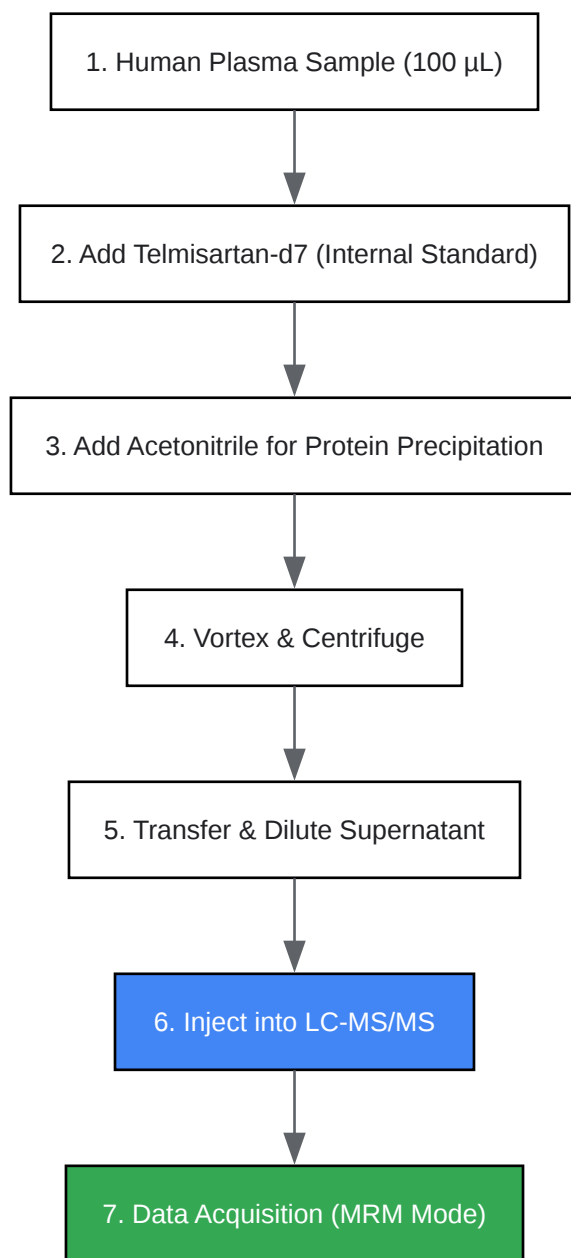 1. Human Plasma Sample (100 µL)
2. Add Telmisartan-d7 (Internal Standard)
3. Add Acetonitrile for Protein Precipitation
4. Vortex & Centrifuge
5. Transfer & Dilute Supernatant
6. Inject into LC-MS/MS
7. Data Acquisition (MRM Mode)